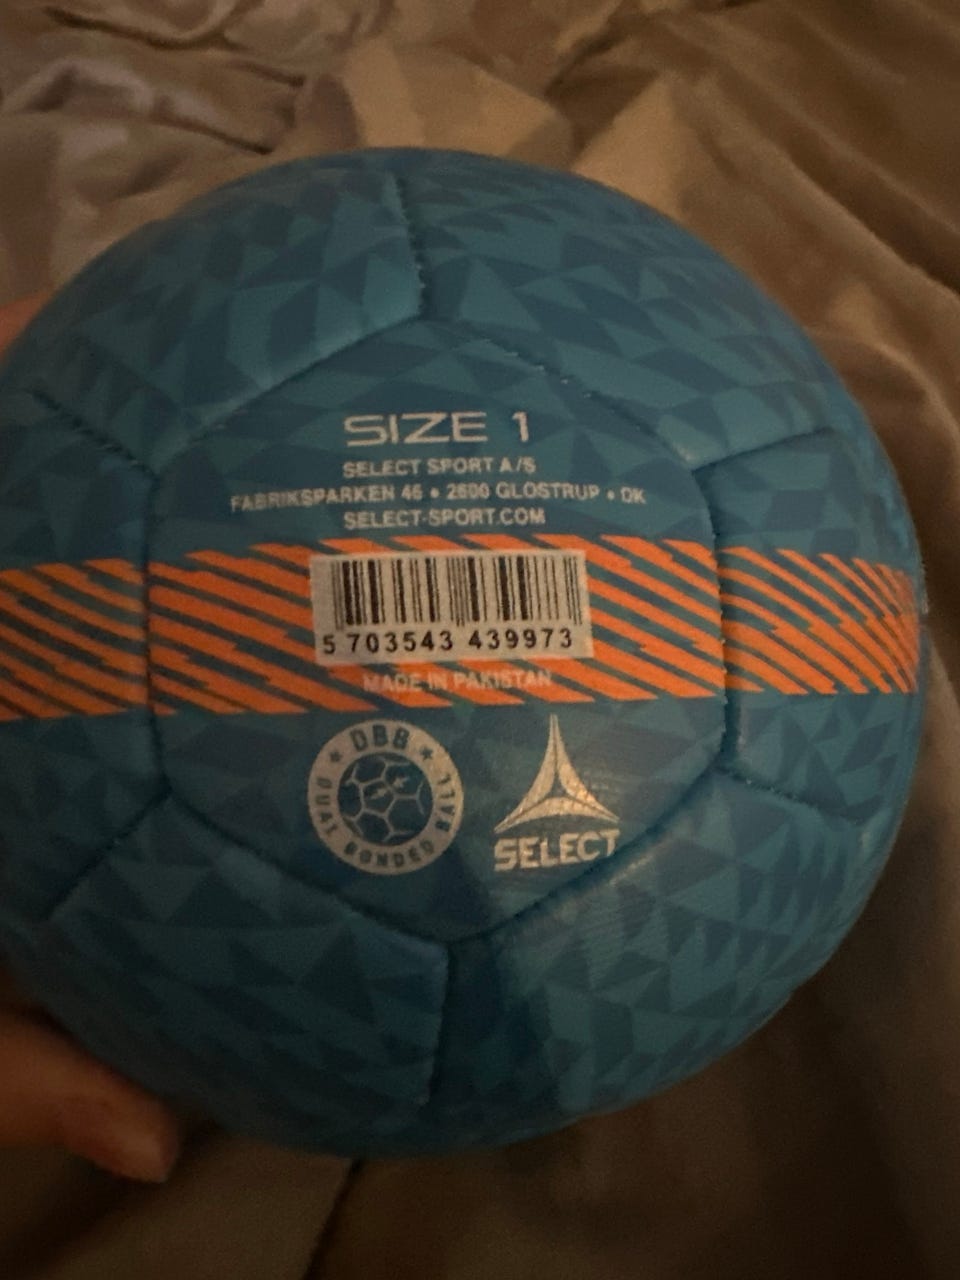 SIZE 1
SELECT SPORT A/S
FABRIKSPARKEN 46 • 2600 GLOSTRUP • DK
SELECT-SPORT.COM
5 703543 439973
MADE IN PAKISTAN
DBB
DUAL BONDED BALL
SELECT